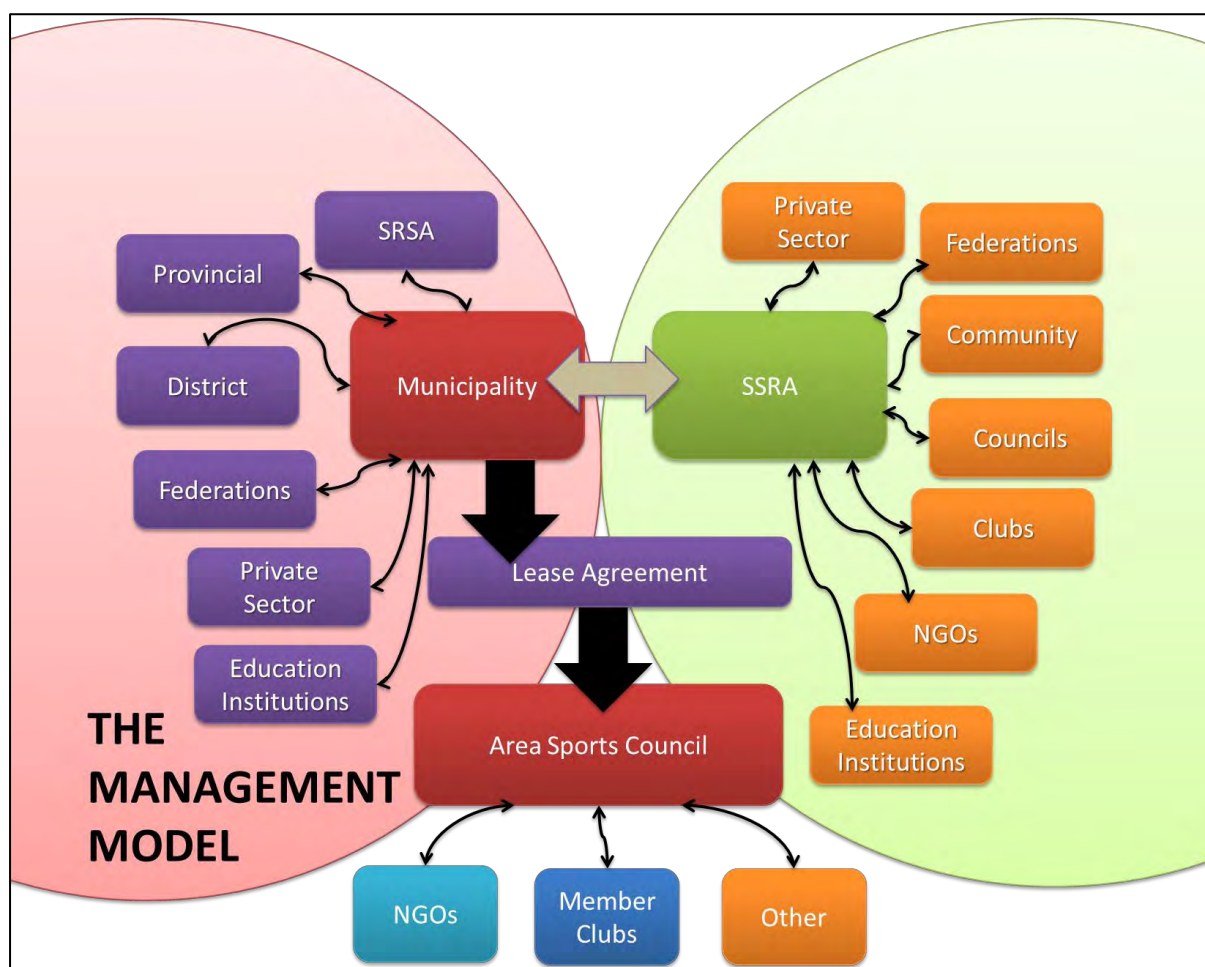 SRSA
Provincial
District
Municipality
Federations
Private
Sector
Education
Institutions
Private
Sector
Federations
Community
SSRA
Councils
Clubs
NGOs
Education
Institutions
Lease Agreement
Area Sports Council
THE
MANAGEMENT
MODEL
NGOs
Member
Clubs
Other